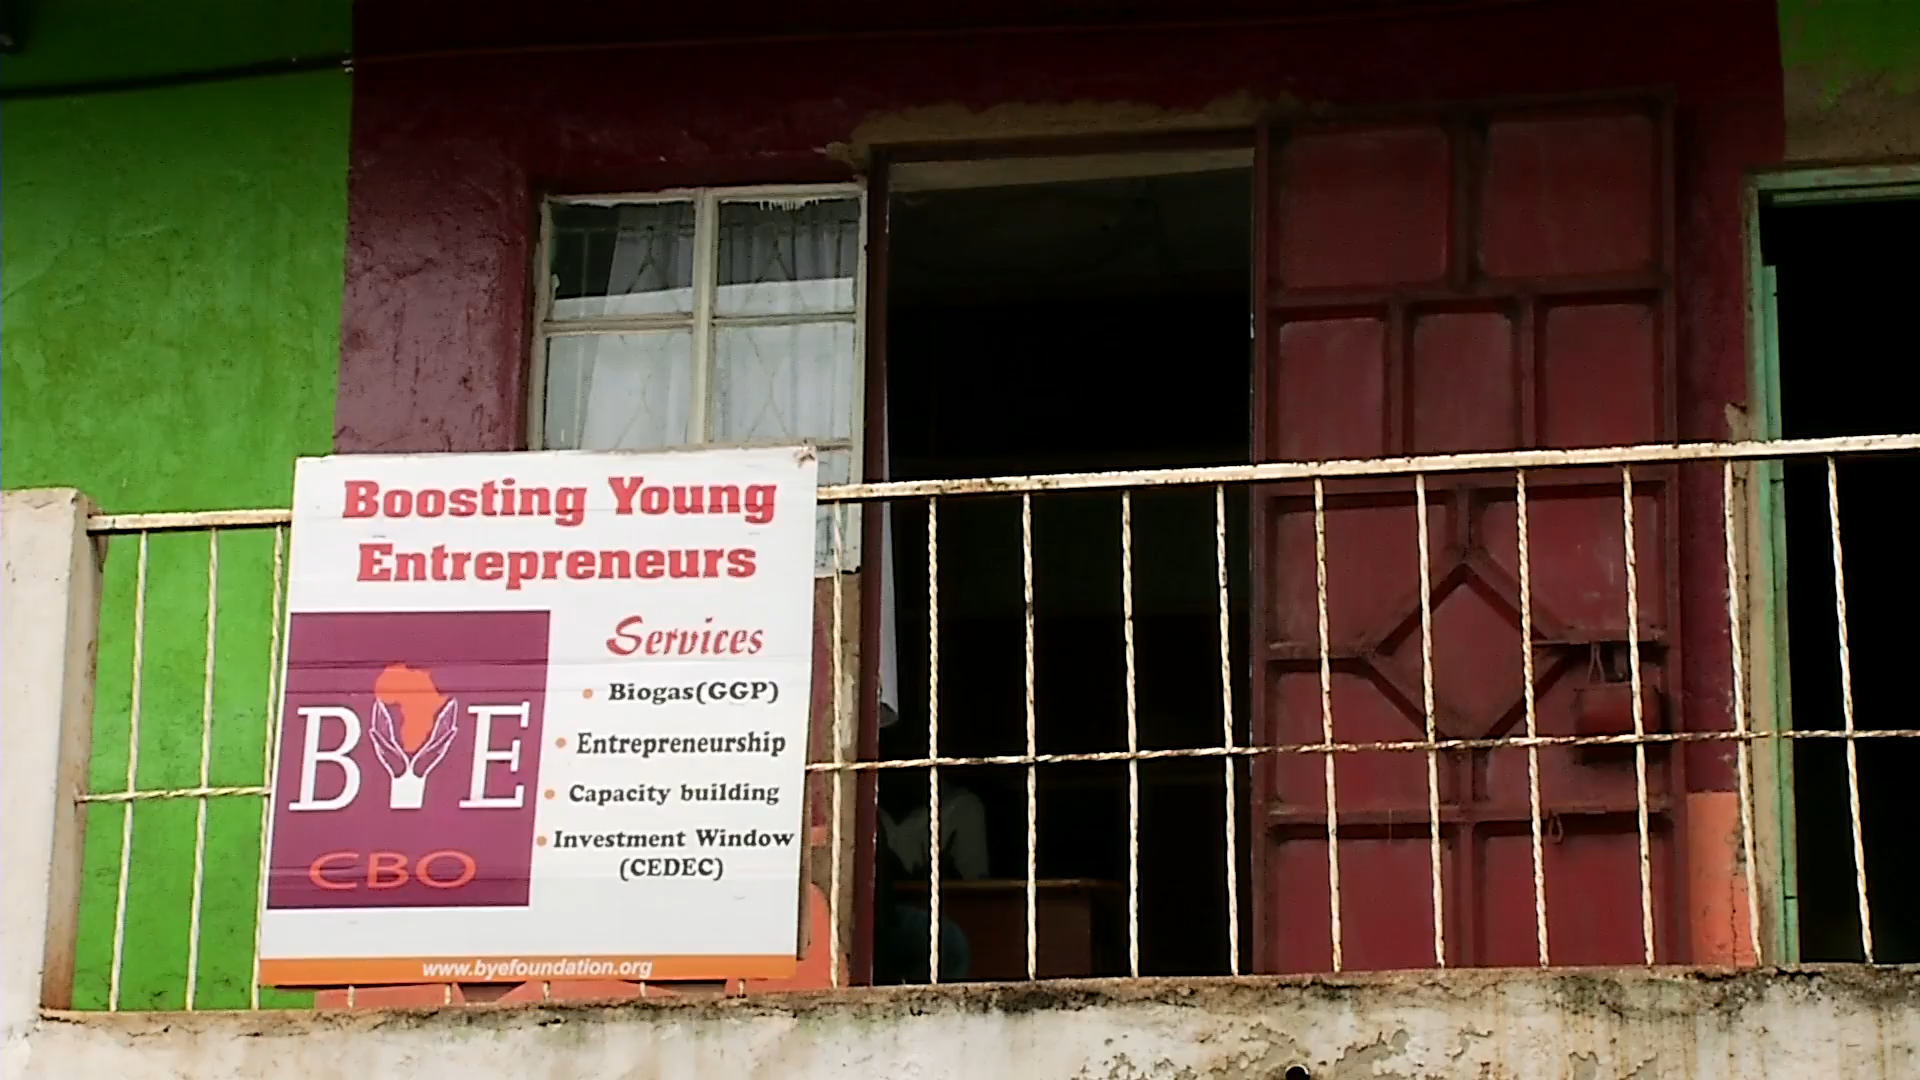 Boosting Young
Entrepreneurs
BYE
CBO
Services
• Biogas(GGP)
• Entrepreneurship
• Capacity building
• Investment Window
(CEDEC)
www.byefoundation.org